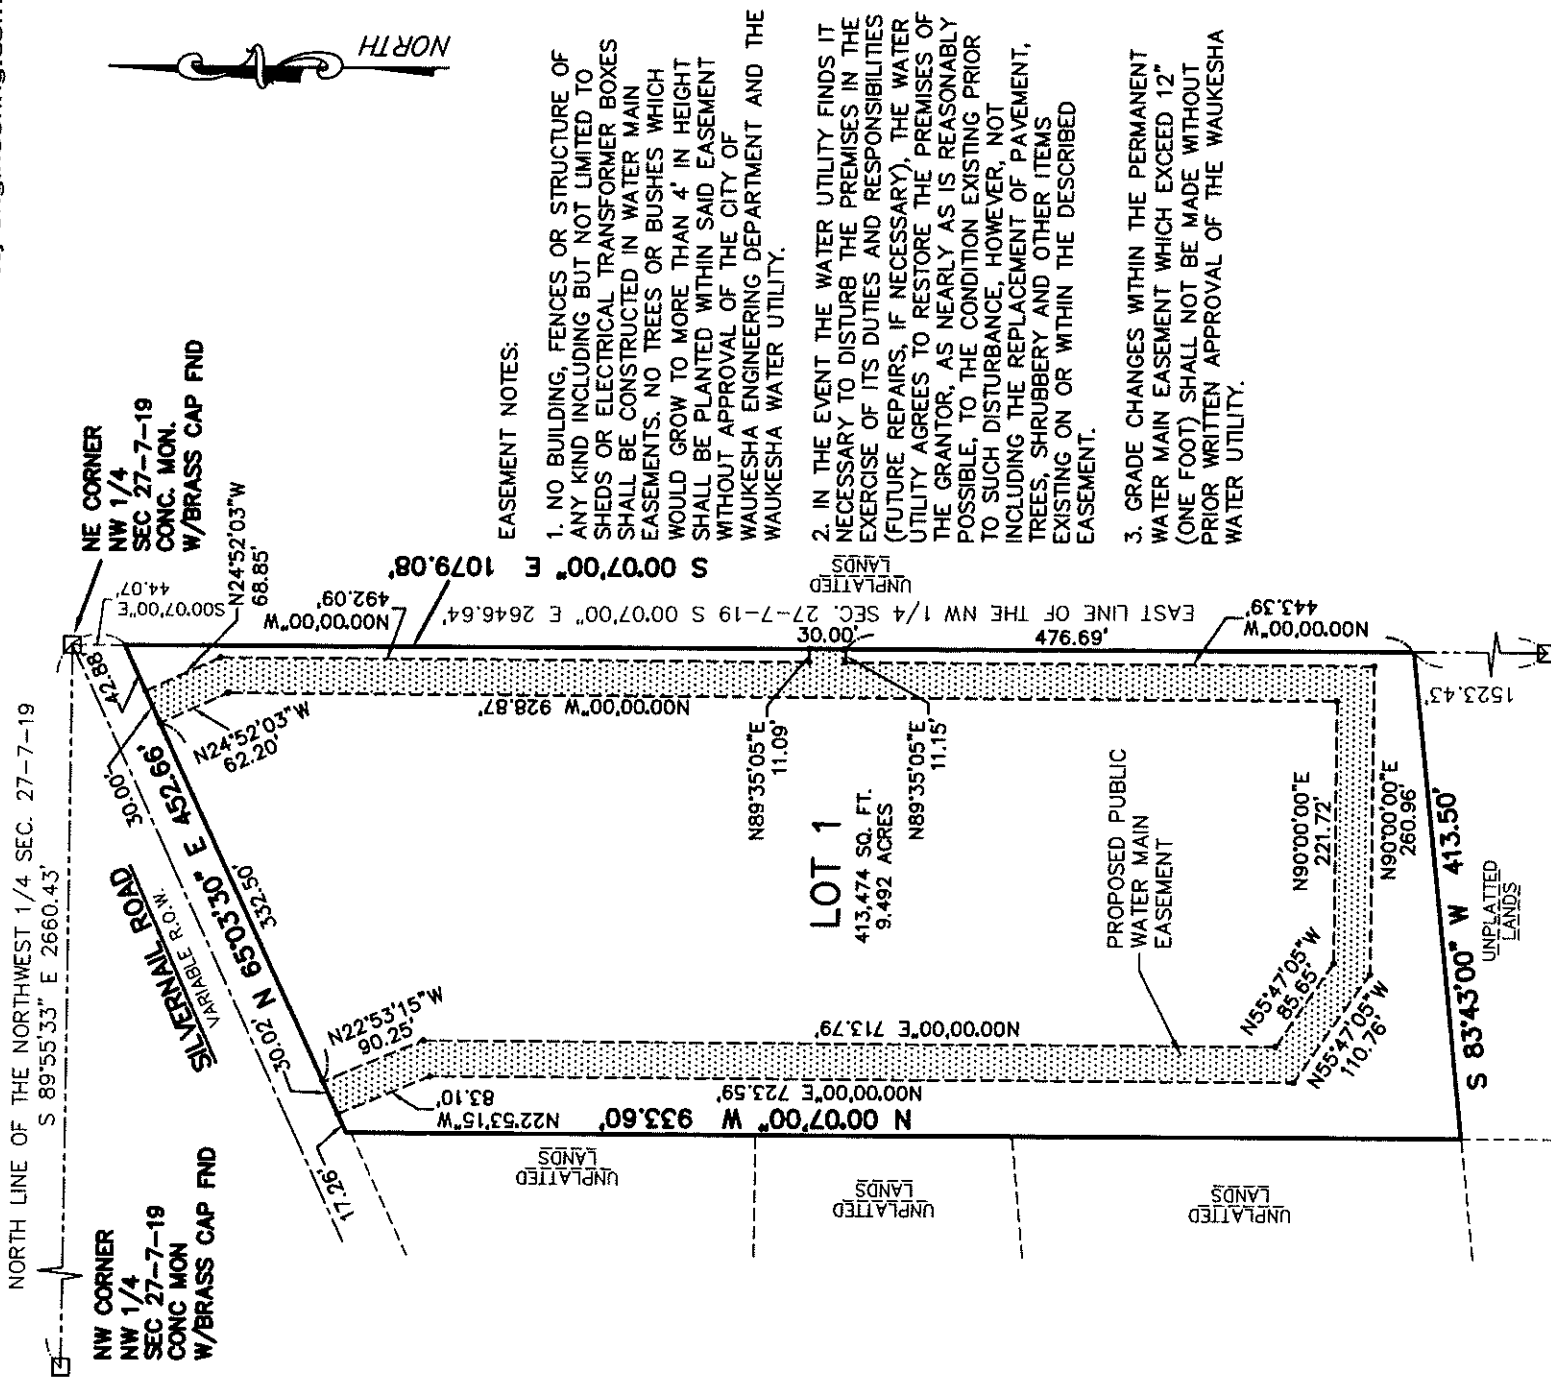 NORTH LINE OF THE NORTHWEST 1/4 SEC. 27-7-19
S 89°55'33" E 2660.43'
NW CORNER
NW 1/4
SEC 27-7-19
CONC MON
W/BRASS CAP FND
NE CORNER
NW 1/4
SEC 27-7-19
CONC. MON.
W/BRASS CAP FND
NORTH
SILVERNAIL ROAD
VARIABLE R.O.W.
N 65°03'30" E 452.66'
17.26'
30.02'
332.50'
30.00'
42.88'
S00°07'00"E
44.07'
N24°52'03"W
68.85'
N24°52'03"W
62.20'
N00°00'00"W
492.09'
S 00°07'00" E 1079.08'
EAST LINE OF THE NW 1/4 SEC. 27-7-19 S 00°07'00" E 2646.64'
UNPLATTED
LANDS
N00°00'00"W 928.87'
30.00'
476.69'
N00°00'00"W
443.39'
1523.43'
N89°35'05"E
11.09'
N89°35'05"E
11.15'
LOT 1
413,474 SQ. FT.
9.492 ACRES
PROPOSED PUBLIC
WATER MAIN
EASEMENT
N22°53'15"W
90.25'
N22°53'15"W
83.10'
N 00°07'00" W 933.60'
N00°00'00"E 723.59'
N00°00'00"E 713.79'
N55°47'05"W
85.65'
N55°47'05"W
110.76'
N90°00'00"E
221.72'
N90°00'00"E
260.96'
S 83°43'00" W 413.50'
UNPLATTED
LANDS
UNPLATTED
LANDS
UNPLATTED
LANDS
UNPLATTED
LANDS
EASEMENT NOTES:
1. NO BUILDING, FENCES OR STRUCTURE OF
ANY KIND INCLUDING BUT NOT LIMITED TO
SHEDS OR ELECTRICAL TRANSFORMER BOXES
SHALL BE CONSTRUCTED IN WATER MAIN
EASEMENTS. NO TREES OR BUSHES WHICH
WOULD GROW TO MORE THAN 4' IN HEIGHT
SHALL BE PLANTED WITHIN SAID EASEMENT
WITHOUT APPROVAL OF THE CITY OF
WAUKESHA ENGINEERING DEPARTMENT AND THE
WAUKESHA WATER UTILITY.
2. IN THE EVENT THE WATER UTILITY FINDS IT
NECESSARY TO DISTURB THE PREMISES IN THE
EXERCISE OF ITS DUTIES AND RESPONSIBILITIES
(FUTURE REPAIRS, IF NECESSARY), THE WATER
UTILITY AGREES TO RESTORE THE PREMISES OF
THE GRANTOR, AS NEARLY AS IS REASONABLY
POSSIBLE, TO THE CONDITION EXISTING PRIOR
TO SUCH DISTURBANCE, HOWEVER, NOT
INCLUDING THE REPLACEMENT OF PAVEMENT,
TREES, SHRUBBERY AND OTHER ITEMS
EXISTING ON OR WITHIN THE DESCRIBED
EASEMENT.
3. GRADE CHANGES WITHIN THE PERMANENT
WATER MAIN EASEMENT WHICH EXCEED 12"
(ONE FOOT) SHALL NOT BE MADE WITHOUT
PRIOR WRITTEN APPROVAL OF THE WAUKESHA
WATER UTILITY.